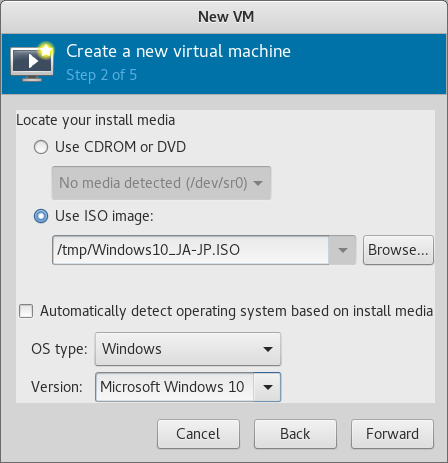 New VM
Create a new virtual machine
Step 2 of 5
Locate your install media
Use CDROM or DVD
No media detected (/dev/sr0)
Use ISO image:
/tmp/Windows10_JA-JP.ISO
Browse...
Automatically detect operating system based on install media
OS type: Windows
Version: Microsoft Windows 10
Cancel Back Forward